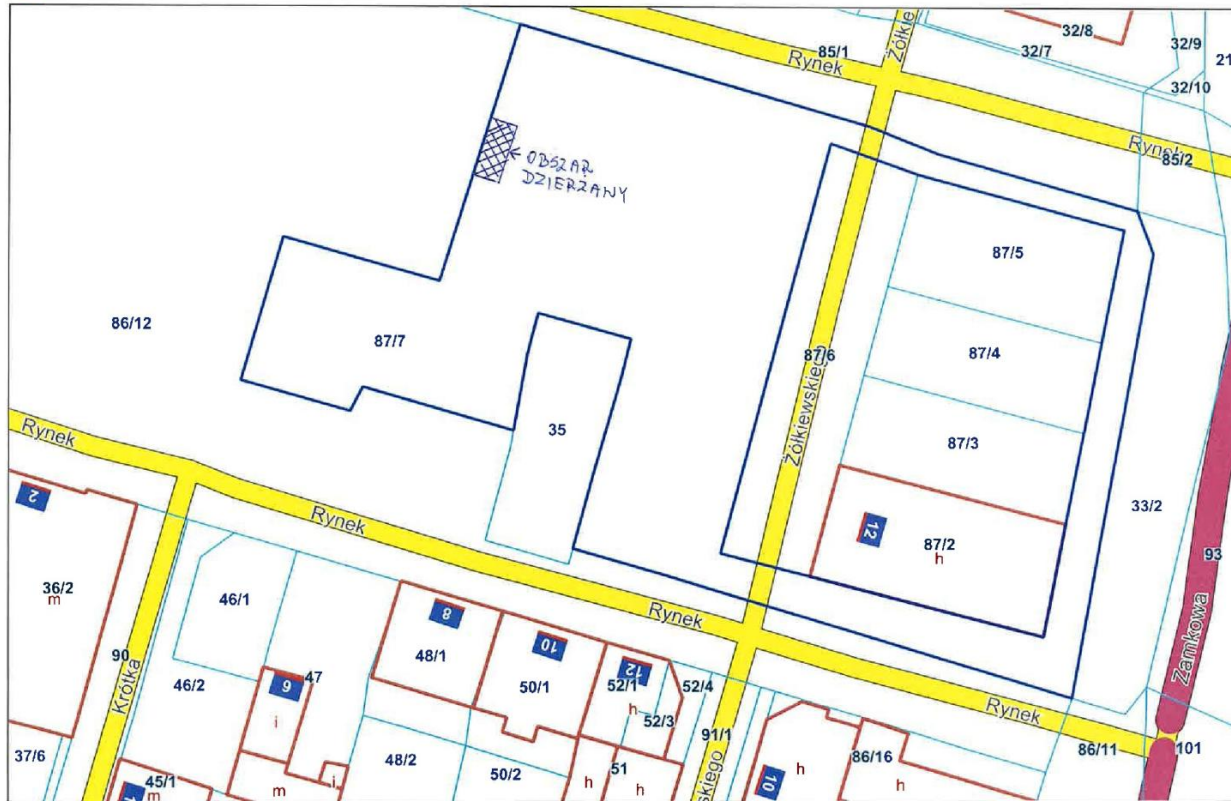 85/1
Rynek
Żółkie
32/8
32/7
32/9
32/10
21
Rynek
85/2
OBSZAR
DZIERŻANY
87/5
86/12
87/7
87/6
87/4
Żółkiewskiego
35
87/3
Rynek
33/2
93
Zamkowa
2
12
87/2
h
Rynek
36/2
m
46/1
8
48/1
10
50/1
12
52/1
h
52/4
52/3
Rynek
90
Krótka
46/2
6
47
i
Rynek
91/1
skiego
86/16
86/11
101
37/6
45/1
m
m
i
48/2
50/2
h
51
h
10
h
h